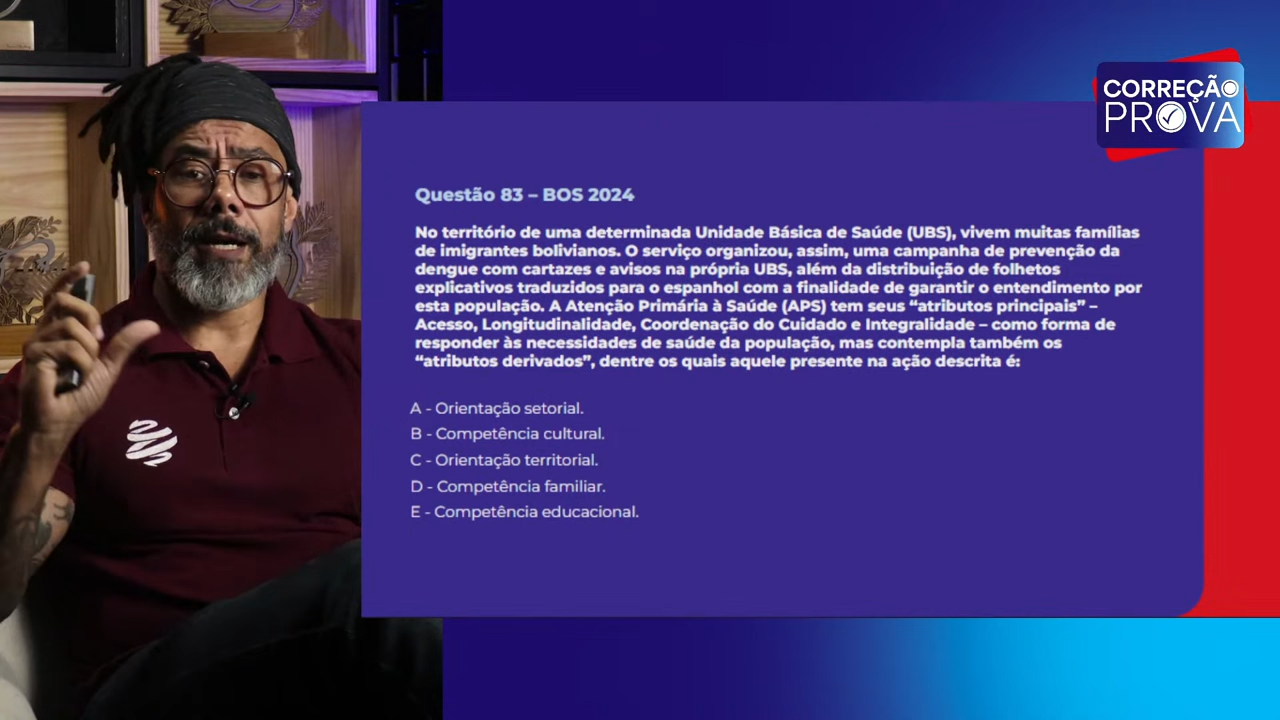 CORREÇÃO
PROVA
Questão 83 – BOS 2024
No território de uma determinada Unidade Básica de Saúde (UBS), vivem muitas famílias
de imigrantes bolivianos. O serviço organizou, assim, uma campanha de prevenção da
dengue com cartazes e avisos na própria UBS, além da distribuição de folhetos
explicativos traduzidos para o espanhol com a finalidade de garantir o entendimento por
esta população. A Atenção Primária à Saúde (APS) tem seus “atributos principais” –
Acesso, Longitudinalidade, Coordenação do Cuidado e Integralidade – como forma de
responder às necessidades de saúde da população, mas contempla também os
“atributos derivados”, dentre os quais aquele presente na ação descrita é:
A - Orientação setorial.
B - Competência cultural.
C - Orientação territorial.
D - Competência familiar.
E - Competência educacional.